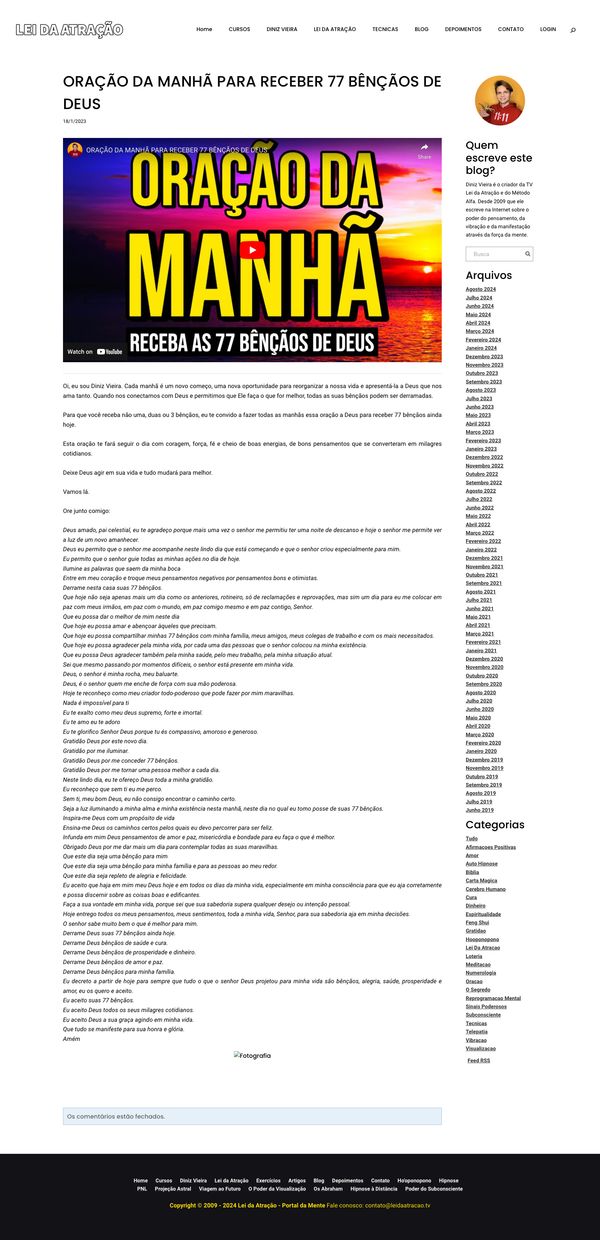 LEI DA ATRAÇÃO
Home CURSOS DINIZ VIEIRA LEI DA ATRAÇÃO TECNICAS BLOG DEPOIMENTOS CONTATO LOGIN
ORAÇÃO DA MANHÃ PARA RECEBER 77 BÊNÇÃOS DE
DEUS
18/1/2023
ORAÇÃO DA MANHÃ PARA RECEBER 77 BÊNÇÃOS DE DEUS
Share
ORAÇÃO DA
MANHÃ
RECEBA AS 77 BÊNÇÃOS DE DEUS
Watch on YouTube
Oi, eu sou Diniz Vieira. Cada manhã é um novo começo, uma nova oportunidade para reorganizar a nossa vida e apresentá-la a Deus que nos
ama tanto. Quando nos conectamos com Deus e permitimos que Ele faça o que for melhor, todas as suas bênçãos podem ser derramadas.
Para que você receba não uma, duas ou 3 bênçãos, eu te convido a fazer todas as manhãs essa oração a Deus para receber 77 bênçãos ainda
hoje.
Esta oração te fará seguir o dia com coragem, força, fé e cheio de boas energias, de bons pensamentos que se converteram em milagres
cotidianos.
Deixe Deus agir em sua vida e tudo mudará para melhor.
Vamos lá.
Ore junto comigo:
Deus amado, pai celestial, eu te agradeço porque mais uma vez o senhor me permitiu ter uma noite de descanso e hoje o senhor me permite ver
a luz de um novo amanhecer.
Deus eu permito que o senhor me acompanhe neste lindo dia que está começando e que o senhor criou especialmente para mim.
Eu permito que o senhor guie todas as minhas ações no dia de hoje.
Ilumine as palavras que saem da minha boca
Entre em meu coração e troque meus pensamentos negativos por pensamentos bons e otimistas.
Derrame nesta casa suas 77 bênçãos.
Que hoje não seja apenas mais um dia como os anteriores, rotineiro, só de reclamações e reprovações, mas sim um dia para eu me colocar em
paz com meus irmãos, em paz com o mundo, em paz comigo mesmo e em paz contigo, Senhor.
Que eu possa dar o melhor de mim neste dia
Que hoje eu possa amar e abençoar àqueles que precisam.
Que hoje eu possa compartilhar minhas 77 bênçãos com minha família, meus amigos, meus colegas de trabalho e com os mais necessitados.
Que hoje eu possa agradecer pela minha vida, por cada uma das pessoas que o senhor colocou na minha existência.
Que eu possa Deus agradecer também pela minha saúde, pelo meu trabalho, pela minha situação atual.
Sei que mesmo passando por momentos difíceis, o senhor está presente em minha vida.
Deus, o senhor é minha rocha, meu baluarte.
Deus, é o senhor quem me enche de força com sua mão poderosa.
Hoje te reconheço como meu criador todo-poderoso que pode fazer por mim maravilhas.
Nada é impossível para ti
Eu te exalto como meu deus supremo, forte e imortal.
Eu te amo eu te adoro
Eu te glorifico Senhor Deus porque tu és compassivo, amoroso e generoso.
Gratidão Deus por este novo dia.
Gratidão por me iluminar.
Gratidão Deus por me conceder 77 bênçãos.
Gratidão Deus por me tornar uma pessoa melhor a cada dia.
Neste lindo dia, eu te ofereço Deus toda a minha gratidão.
Eu reconheço que sem ti eu me perco.
Sem ti, meu bom Deus, eu não consigo encontrar o caminho certo.
Seja a luz iluminando a minha alma e minha existência nesta manhã, neste dia no qual eu tomo posse de suas 77 bênçãos.
Inspira-me Deus com um propósito de vida
Ensina-me Deus os caminhos certos pelos quais eu devo percorrer para ser feliz.
Infunda em mim Deus pensamentos de amor e paz, misericórdia e bondade para eu faça o que é melhor.
Obrigado Deus por me dar mais um dia para contemplar todas as suas maravilhas.
Que este dia seja uma bênção para mim
Que este dia seja uma bênção para minha família e para as pessoas ao meu redor.
Que este dia seja repleto de alegria e felicidade.
Eu aceito que haja em mim meu Deus hoje e em todos os dias da minha vida, especialmente em minha consciência para que eu aja corretamente
e possa discernir sobre as coisas boas e edificantes.
Faça a sua vontade em minha vida, porque sei que sua sabedoria supera qualquer desejo ou intenção pessoal.
Hoje entrego todos os meus pensamentos, meus sentimentos, toda a minha vida, Senhor, para sua sabedoria aja em minha decisões.
O senhor sabe muito bem o que é melhor para mim.
Derrame Deus suas 77 bênçãos ainda hoje.
Derrame Deus bênçãos de saúde e cura.
Derrame Deus bênçãos de prosperidade e dinheiro.
Derrame Deus bênçãos de amor e paz.
Derrame Deus bênçãos para minha família.
Eu decreto a partir de hoje para sempre que tudo o que o senhor Deus projetou para minha vida são bênçãos, alegria, saúde, prosperidade e
amor, eu os quero e aceito.
Eu aceito suas 77 bênçãos.
Eu aceito Deus todos os seus milagres cotidianos.
Eu aceito Deus a sua graça agindo em minha vida.
Que tudo se manifeste para sua honra e glória.
Amém
Fotografia
Os comentários estão fechados.
11:11
Quem
escreve este
blog?
Diniz Vieira é o criador da TV
Lei da Atração e do Método
Alfa. Desde 2009 que ele
escreve na Internet sobre o
poder do pensamento, da
vibração e da manifestação
através da força da mente.
Busca
Arquivos
Agosto 2024
Julho 2024
Junho 2024
Maio 2024
Abril 2024
Março 2024
Fevereiro 2024
Janeiro 2024
Dezembro 2023
Novembro 2023
Outubro 2023
Setembro 2023
Agosto 2023
Julho 2023
Junho 2023
Maio 2023
Abril 2023
Março 2023
Fevereiro 2023
Janeiro 2023
Dezembro 2022
Novembro 2022
Outubro 2022
Setembro 2022
Agosto 2022
Julho 2022
Junho 2022
Maio 2022
Abril 2022
Março 2022
Fevereiro 2022
Janeiro 2022
Dezembro 2021
Novembro 2021
Outubro 2021
Setembro 2021
Agosto 2021
Julho 2021
Junho 2021
Maio 2021
Abril 2021
Março 2021
Fevereiro 2021
Janeiro 2021
Dezembro 2020
Novembro 2020
Outubro 2020
Setembro 2020
Agosto 2020
Julho 2020
Junho 2020
Maio 2020
Abril 2020
Março 2020
Fevereiro 2020
Janeiro 2020
Dezembro 2019
Novembro 2019
Outubro 2019
Setembro 2019
Agosto 2019
Julho 2019
Junho 2019
Categorias
Tudo
Afirmacoes Positivas
Amor
Auto Hipnose
Bíblia
Carta Magica
Cerebro Humano
Cura
Dinheiro
Espiritualidade
Feng Shui
Gratidao
Hooponopono
Lei Da Atracao
Loteria
Meditacao
Numerologia
Oracao
O Segredo
Reprogramacao Mental
Sinais Poderosos
Subconsciente
Tecnicas
Telepatia
Vibracao
Visualizacao
Feed RSS
Home Cursos Diniz Vieira Lei da Atração Exercícios Artigos Blog Depoimentos Contato Ho'oponopono Hipnose
PNL Projeção Astral Viagem ao Futuro O Poder da Visualização Os Abraham Hipnose à Distância Poder do Subconsciente
Copyright © 2009 - 2024 Lei da Atração - Portal da Mente Fale conosco: contato@leidaatracao.tv